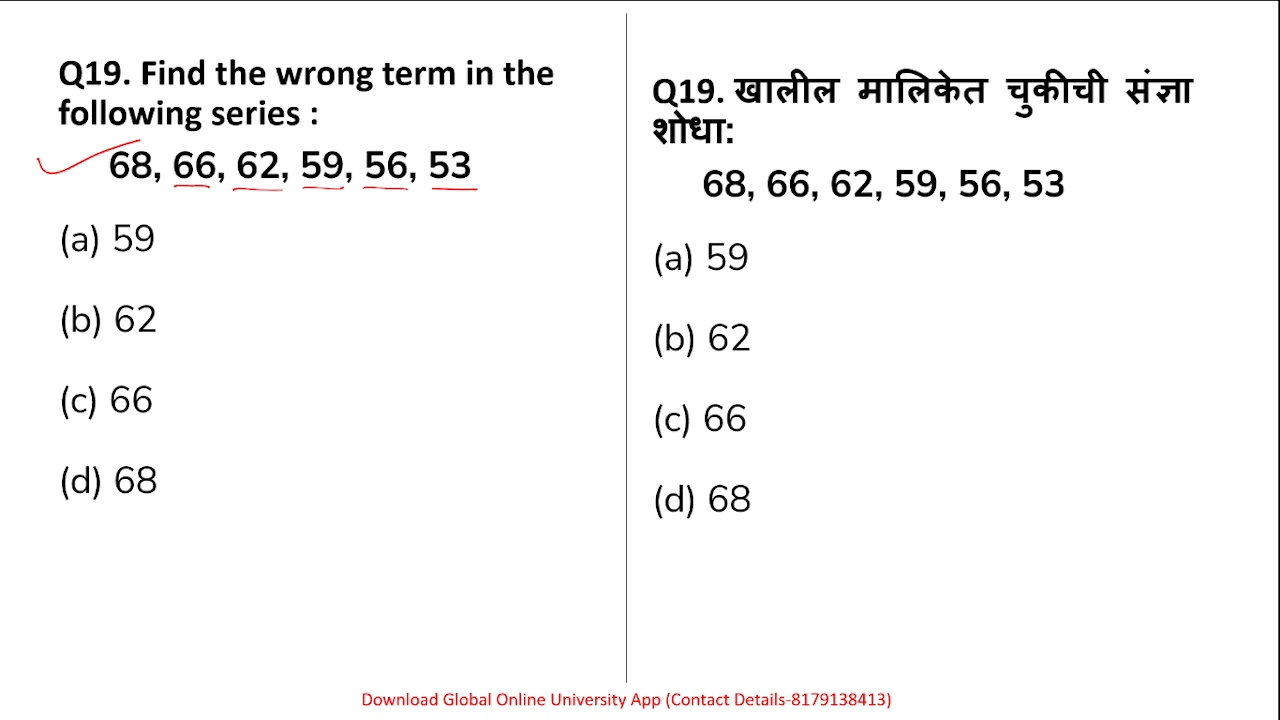 Q19. Find the wrong term in the
following series :
68, 66, 62, 59, 56, 53
(a) 59
(b) 62
(c) 66
(d) 68
Q19. खालील मालिकेत चुकीची संज्ञा
शोधा:
68, 66, 62, 59, 56, 53
(a) 59
(b) 62
(c) 66
(d) 68
Download Global Online University App (Contact Details-8179138413)